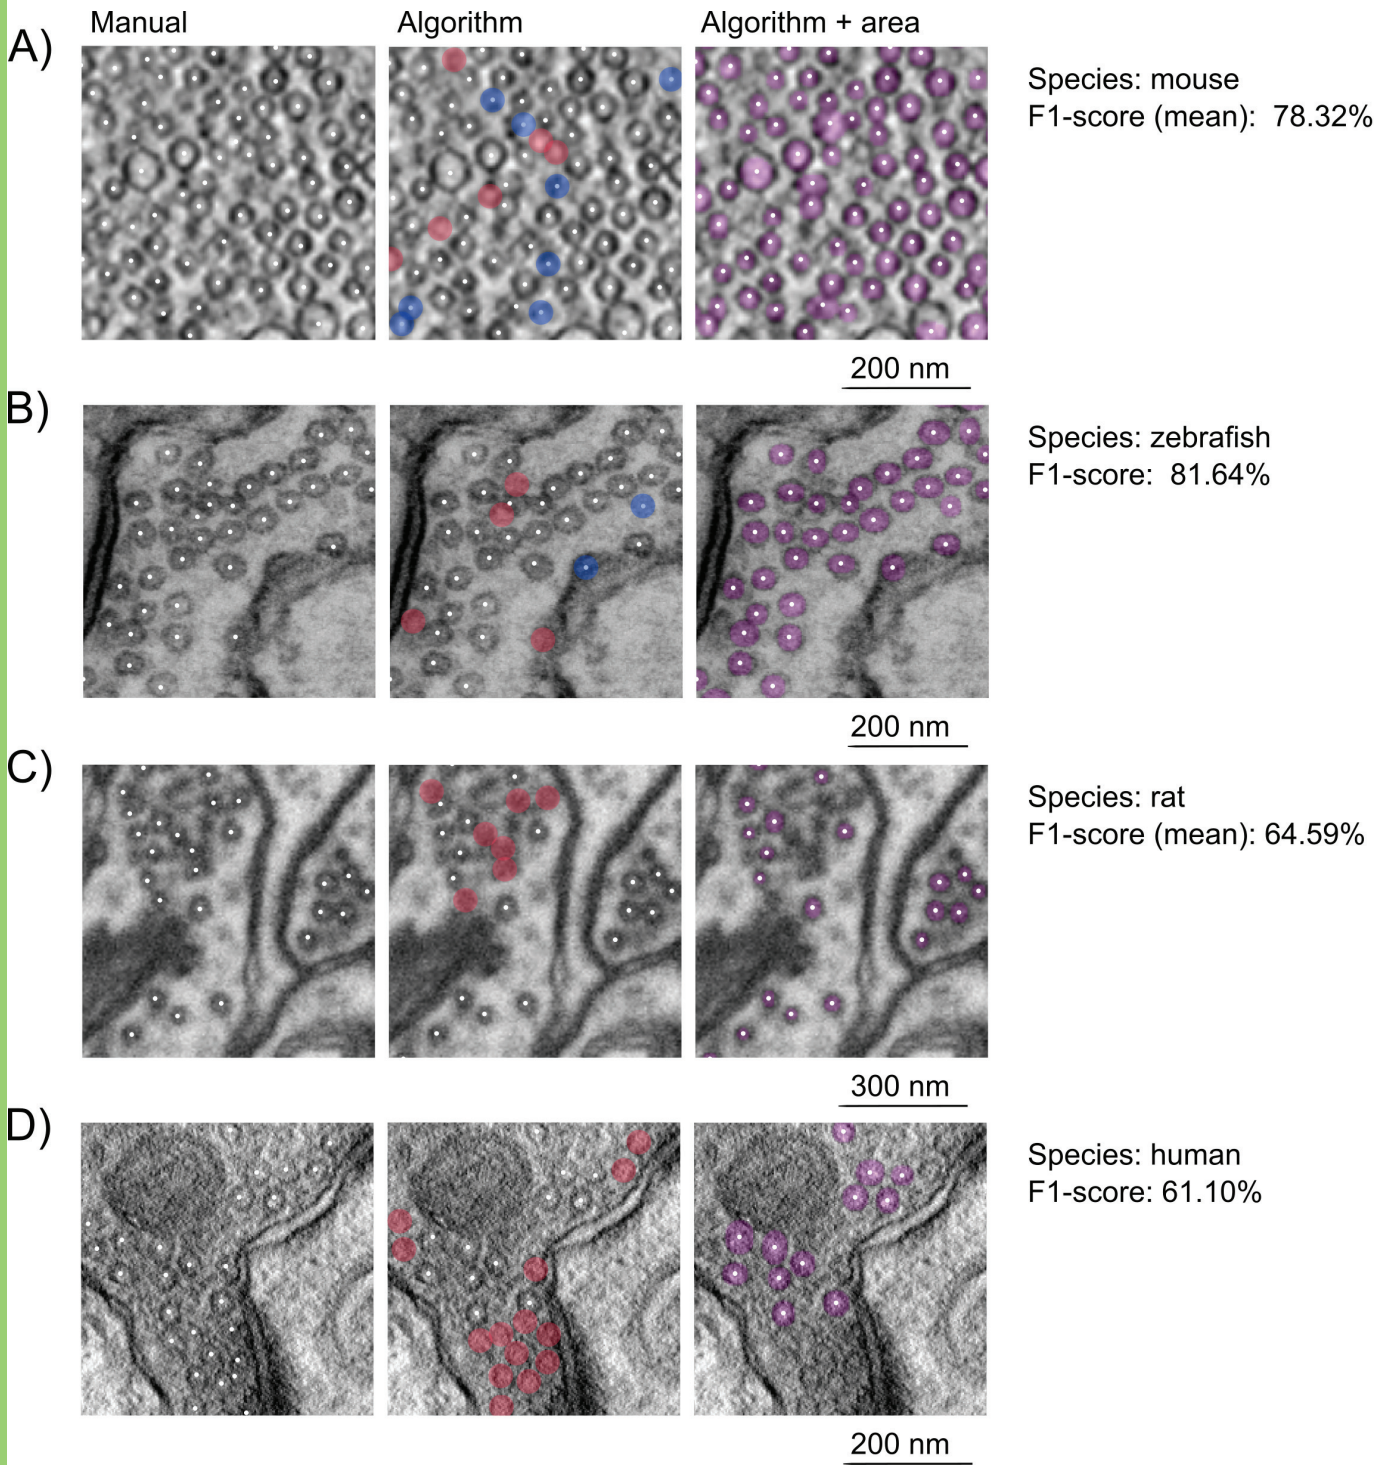 Manual Algorithm Algorithm + area
A)
Species: mouse
F1-score (mean): 78.32%
200 nm
B)
Species: zebrafish
F1-score: 81.64%
200 nm
C)
Species: rat
F1-score (mean): 64.59%
300 nm
D)
Species: human
F1-score: 61.10%
200 nm